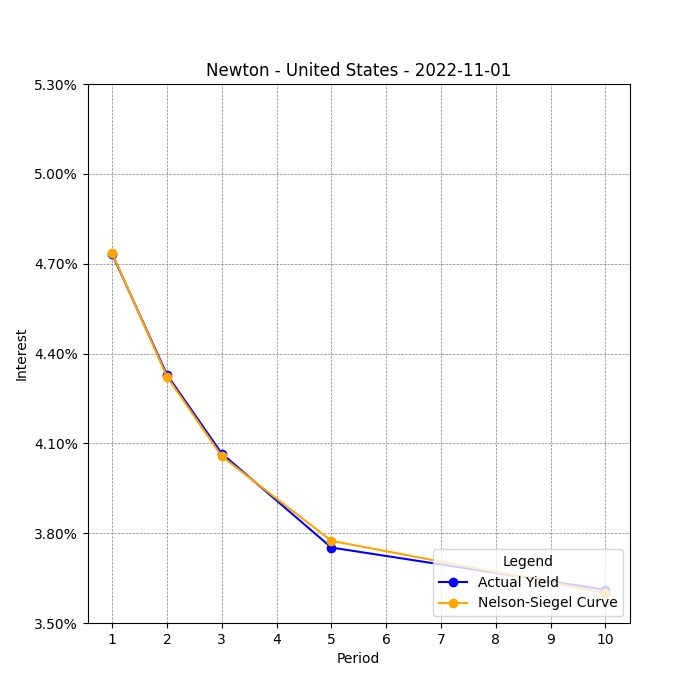 Newton - United States - 2022-11-01
5.30%
5.00%
4.70%
4.40%
4.10%
3.80%
3.50%
Interest
1 2 3 4 5 6 7 8 9 10
Period
Legend
Actual Yield
Nelson-Siegel Curve